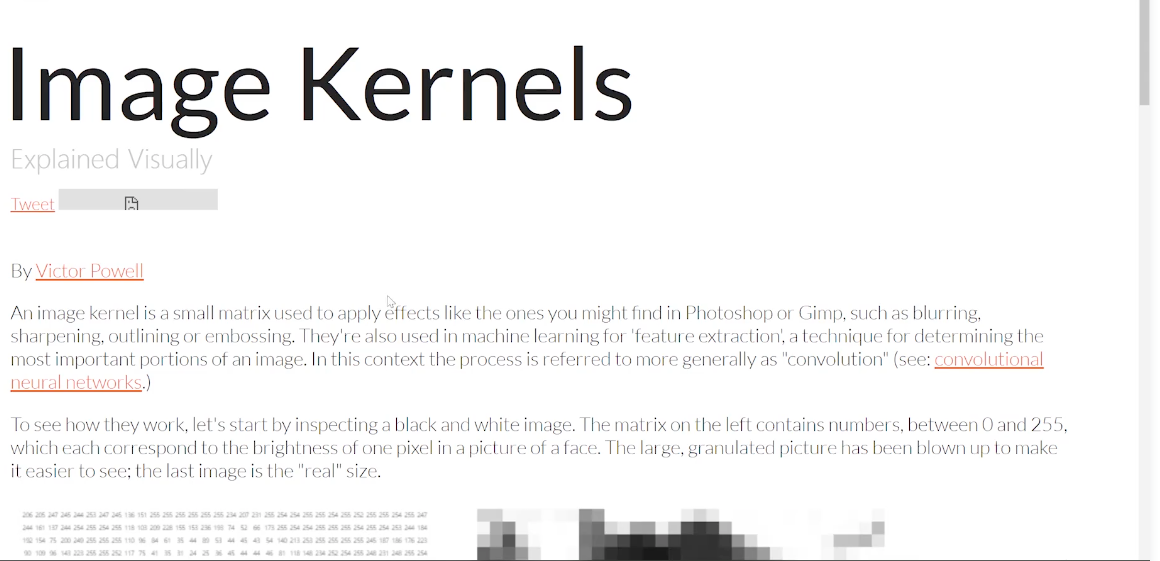 Image Kernels
Explained Visually
Tweet
By Victor Powell
An image kernel is a small matrix used to apply effects like the ones you might find in Photoshop or Gimp, such as blurring,
sharpening, outlining or embossing. They're also used in machine learning for 'feature extraction', a technique for determining the
most important portions of an image. In this context the process is referred to more generally as "convolution" (see: convolutional
neural networks.)
To see how they work, let's start by inspecting a black and white image. The matrix on the left contains numbers, between 0 and 255,
which each correspond to the brightness of one pixel in a picture of a face. The large, granulated picture has been blown up to make
it easier to see; the last image is the "real" size.